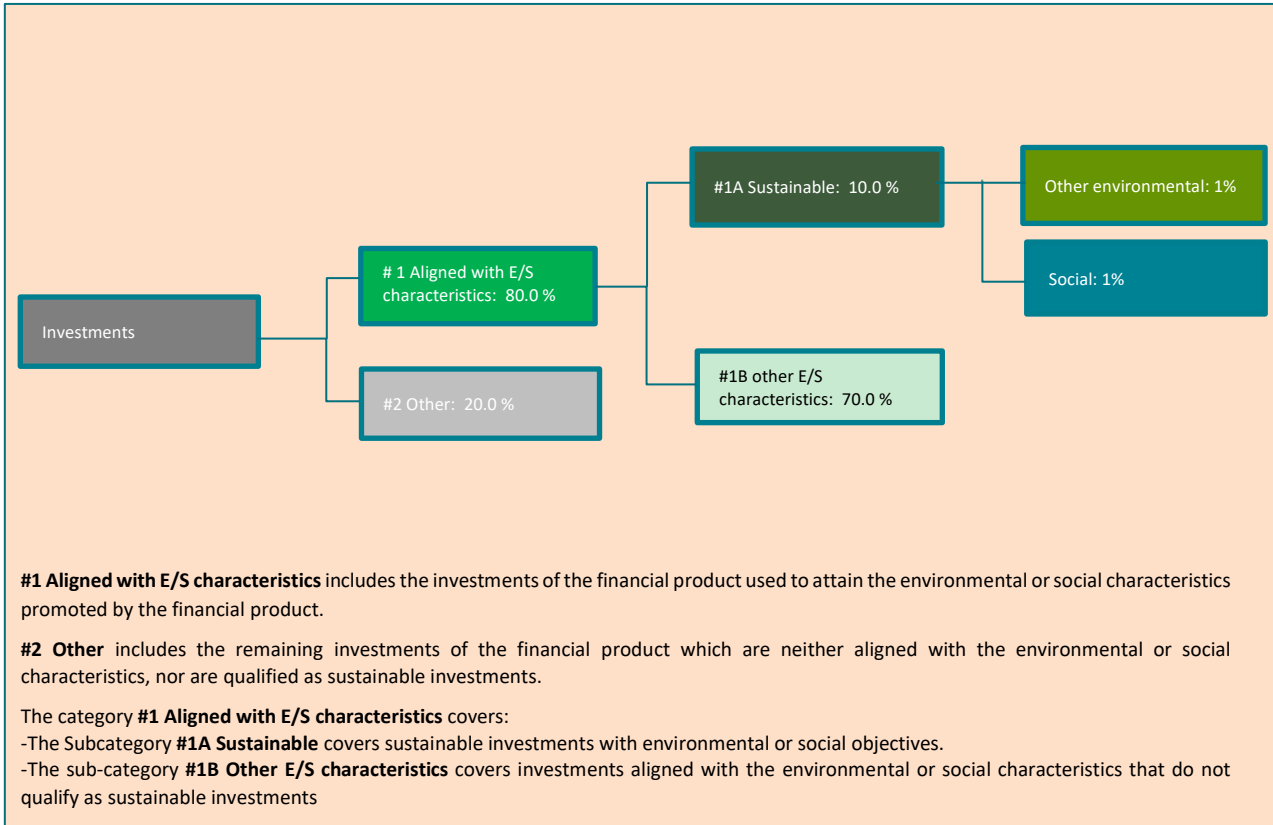 #1A Sustainable: 10.0 %
Other environmental: 1%
# 1 Aligned with E/S
characteristics: 80.0 %
Social: 1%
Investments
#2 Other: 20.0 %
#1B other E/S
characteristics: 70.0 %
#1 Aligned with E/S characteristics includes the investments of the financial product used to attain the environmental or social characteristics
promoted by the financial product.
#2 Other includes the remaining investments of the financial product which are neither aligned with the environmental or social
characteristics, nor are qualified as sustainable investments.
The category #1 Aligned with E/S characteristics covers:
-The Subcategory #1A Sustainable covers sustainable investments with environmental or social objectives.
-The sub-category #1B Other E/S characteristics covers investments aligned with the environmental or social characteristics that do not
qualify as sustainable investments